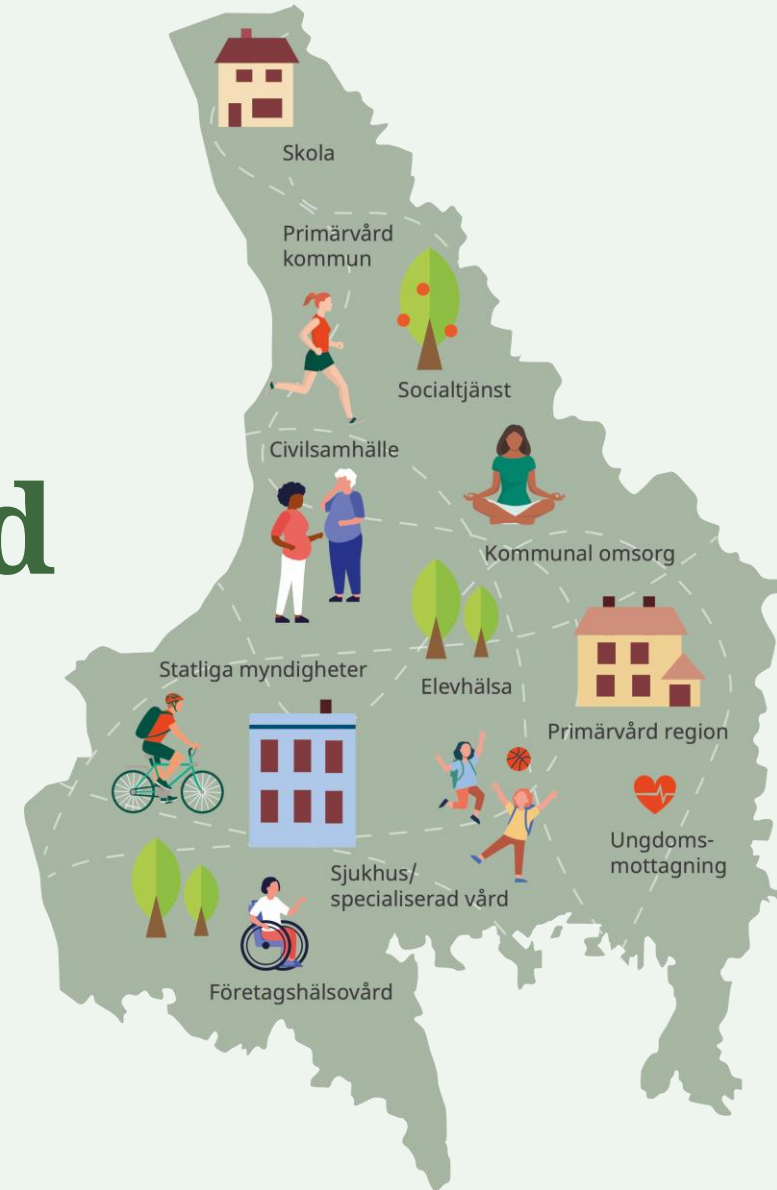 Skola
Primärvård
kommun
Socialtjänst
Civilsamhälle
d
Kommunal omsorg
Statliga myndigheter
Elevhälsa
Primärvård region
Ungdoms-
mottagning
Sjukhus/
specialiserad vård
Företagshälsovård